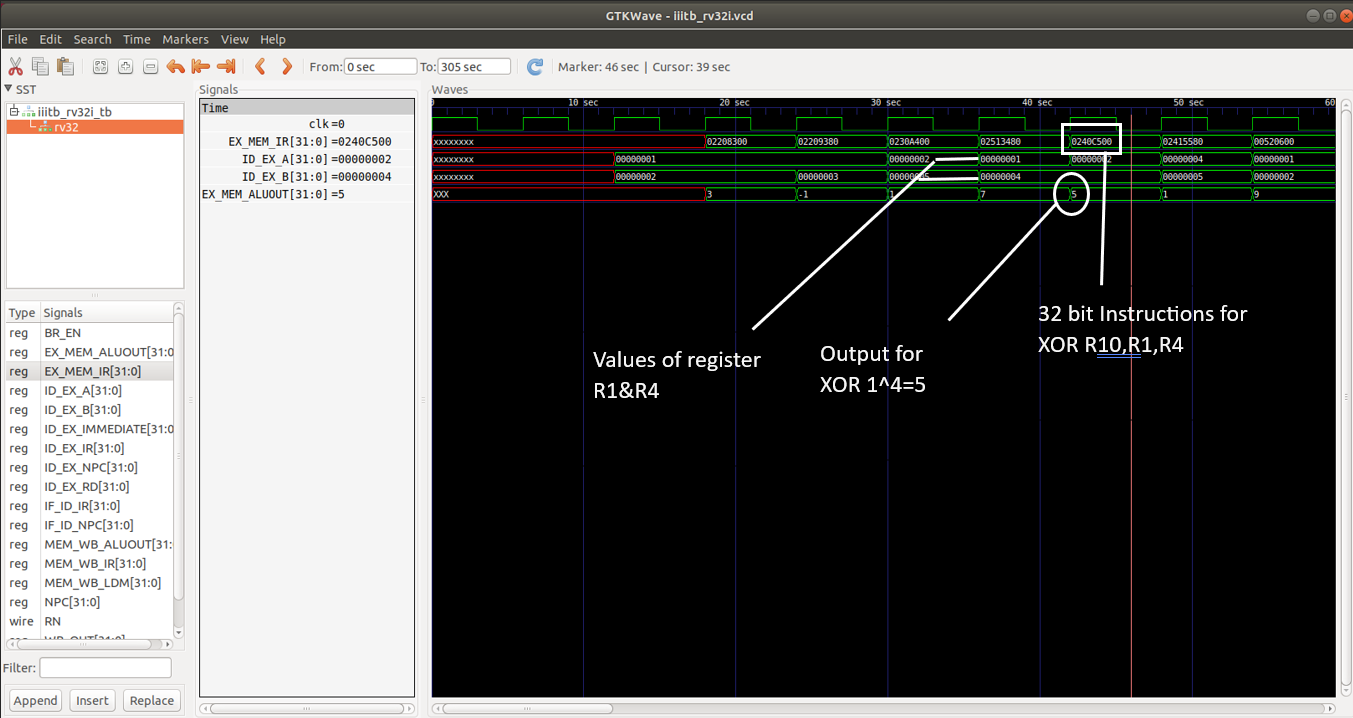 GTKWave - iiitb_rv32i.vcd
File Edit Search Time Markers View Help
From: 0 sec To: 305 sec Marker: 46 sec | Cursor: 39 sec
SST
iiitb_rv32i_tb
rv32
Type Signals
reg BR_EN
reg EX_MEM_ALUOUT[31:0
reg EX_MEM_IR[31:0]
reg ID_EX_A[31:0]
reg ID_EX_B[31:0]
reg ID_EX_IMMEDIATE[31:0
reg ID_EX_IR[31:0]
reg ID_EX_NPC[31:0]
reg ID_EX_RD[31:0]
reg IF_ID_IR[31:0]
reg IF_ID_NPC[31:0]
reg MEM_WB_ALUOUT[31:
reg MEM_WB_IR[31:0]
reg MEM_WB_LDM[31:0]
reg NPC[31:0]
wire RN
reg WB_OUT[31:0]
Filter:
Append Insert Replace
Signals
Time
clk =0
EX_MEM_IR[31:0] =0240C500
ID_EX_A[31:0] =00000002
ID_EX_B[31:0] =00000004
EX_MEM_ALUOUT[31:0] =5
Waves
0 10 sec 20 sec 30 sec 40 sec 50 sec 60
xxxxxxxx 02208300 02209380 0230A400 02513480 0240C500 02415580 00520600
xxxxxxxx 00000001 00000002 00000001 00000002 00000004 00000001
xxxxxxxx 00000002 00000003 00000005 00000004 00000005 00000002
XXX 3 -1 1 7 5 1 9
Values of register
R1&R4
Output for
XOR 1^4=5
32 bit Instructions for
XOR R10,R1,R4